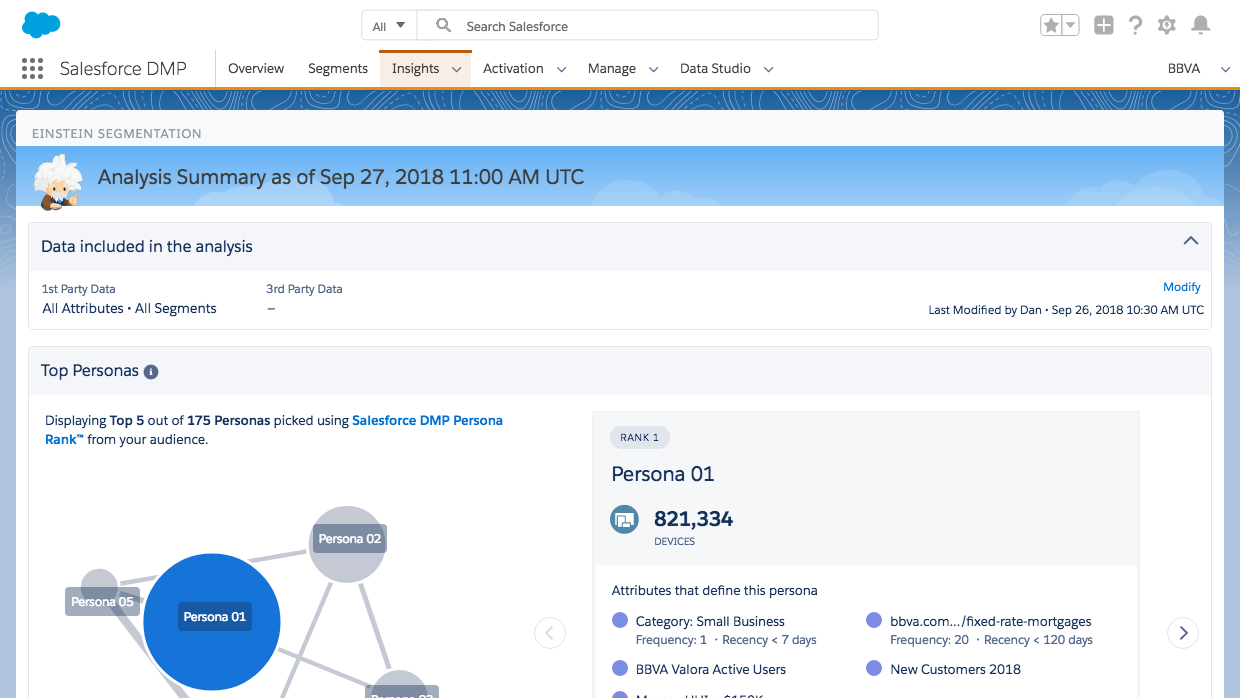 All
Search Salesforce
Salesforce DMP
Overview
Segments
Insights
Activation
Manage
Data Studio
BBVA
EINSTEIN SEGMENTATION
Analysis Summary as of Sep 27, 2018 11:00 AM UTC
Data included in the analysis
1st Party Data
All Attributes • All Segments
3rd Party Data
–
Modify
Last Modified by Dan • Sep 26, 2018 10:30 AM UTC
Top Personas
Displaying Top 5 out of 175 Personas picked using Salesforce DMP Persona
Rank™ from your audience.
Persona 02
Persona 05
Persona 01
RANK 1
Persona 01
821,334
DEVICES
Attributes that define this persona
Category: Small Business
Frequency: 1 · Recency < 7 days
bbva.com.../fixed-rate-mortgages
Frequency: 20 · Recency < 120 days
BBVA Valora Active Users
New Customers 2018